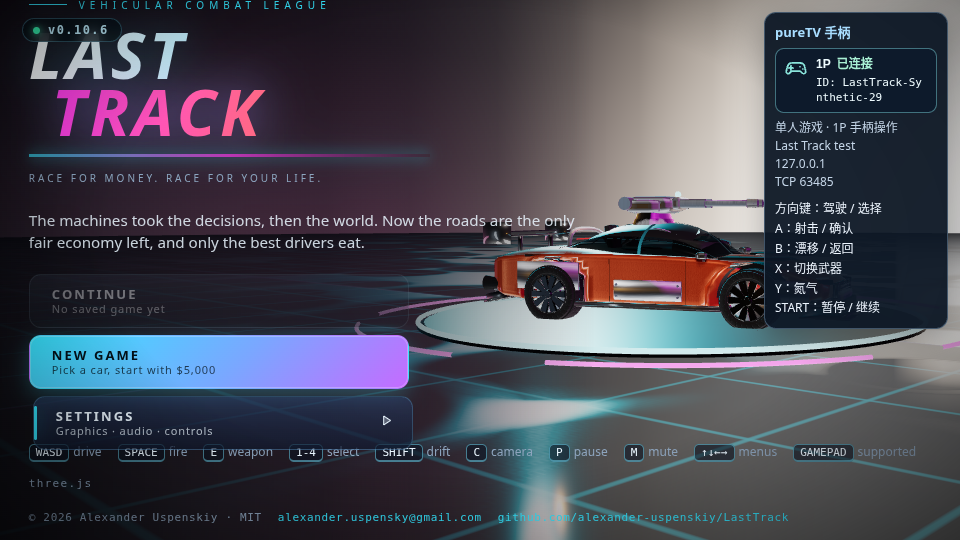 VEHICULAR COMBAT LEAGUE
v0.10.6
LAST
TRACK
RACE FOR MONEY. RACE FOR YOUR LIFE.
The machines took the decisions, then the world. Now the roads are the only
fair economy left, and only the best drivers eat.
CONTINUE
No saved game yet
NEW GAME
Pick a car, start with $5,000
SETTINGS
Graphics · audio · controls
WASD drive SPACE fire E weapon 1-4 select SHIFT drift C camera P pause M mute ↑↓←→ menus GAMEPAD supported
three.js
© 2026 Alexander Uspenskiy · MIT alexander.uspensky@gmail.com github.com/alexander-uspenskiy/LastTrack
pureTV 手柄
1P 已连接
ID: LastTrack-Sy
nthetic-29
单人游戏 · 1P 手柄操作
Last Track test
127.0.0.1
TCP 63485
方向键：驾驶 / 选择
A：射击 / 确认
B：漂移 / 返回
X：切换武器
Y：氮气
START：暂停 / 继续